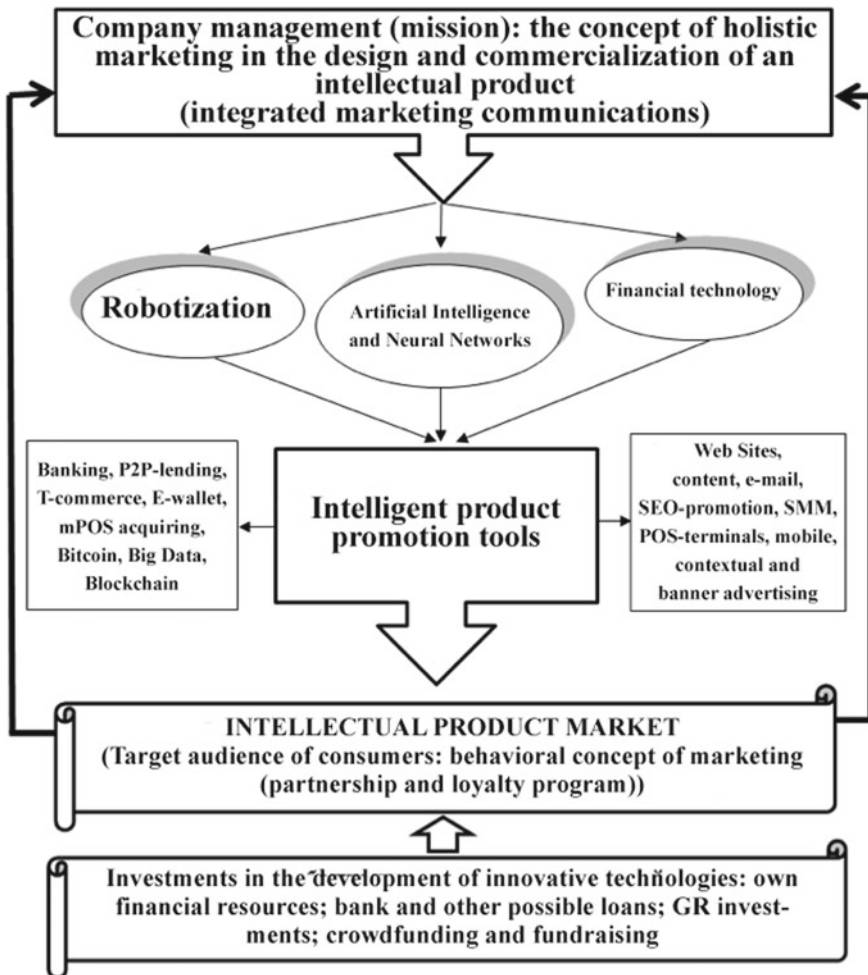 Company management (mission): the concept of holistic
marketing in the design and commercialization of an
intellectual product
(integrated marketing communications)
Robotization
Artificial Intelligence
and Neural Networks
Financial technology
Banking, P2P-lending,
T-commerce, E-wallet,
mPOS acquiring,
Bitcoin, Big Data,
Blockchain
Intelligent product
promotion tools
Web Sites,
content, e-mail,
SEO-promotion, SMM,
POS-terminals, mobile,
contextual and
banner advertising
INTELLECTUAL PRODUCT MARKET
(Target audience of consumers: behavioral concept of marketing
(partnership and loyalty program))
Investments in the development of innovative technologies: own
financial resources; bank and other possible loans; GR invest-
ments; crowdfunding and fundraising